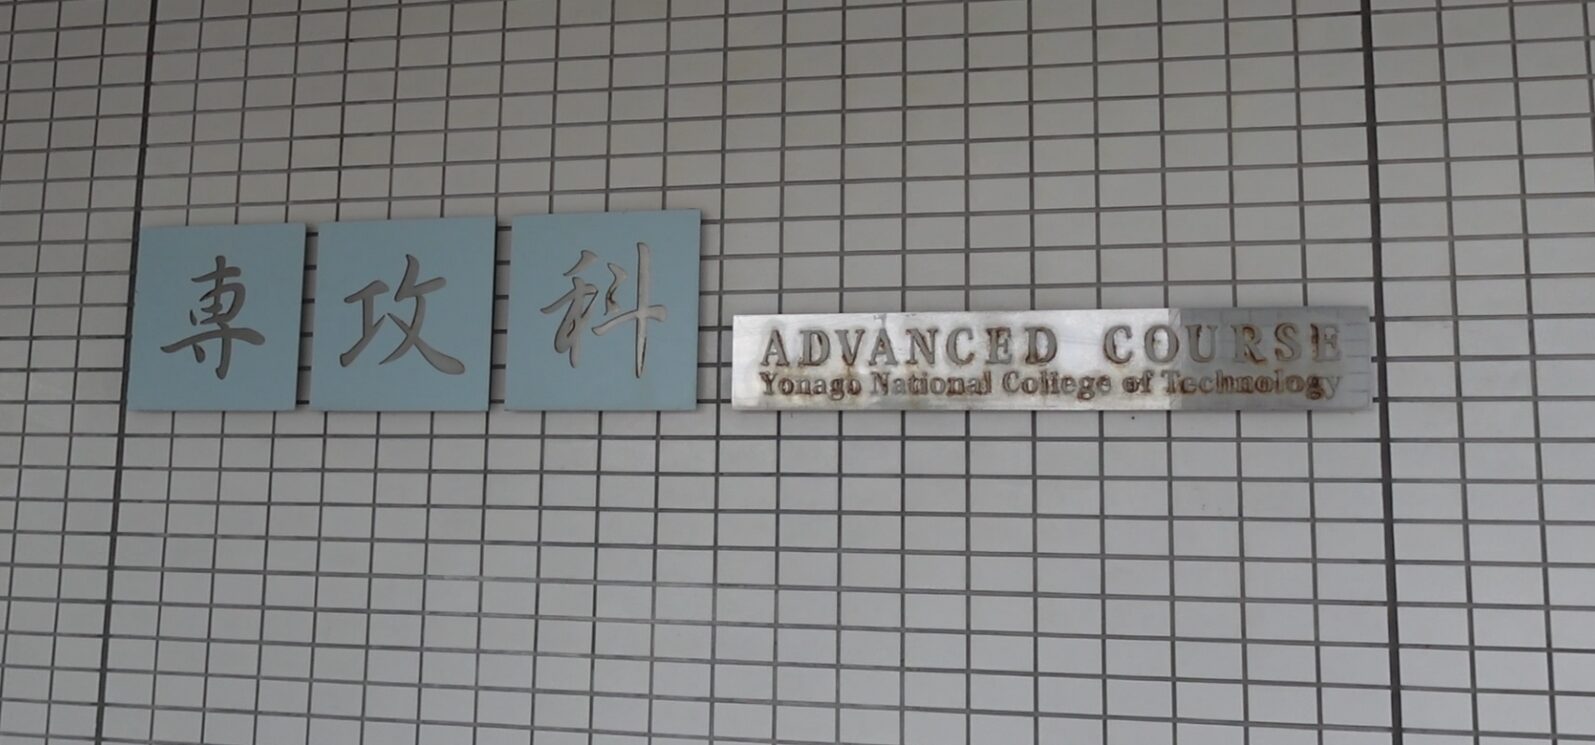 専攻科
ADVANCED COURSE
Yonago National College of Technology